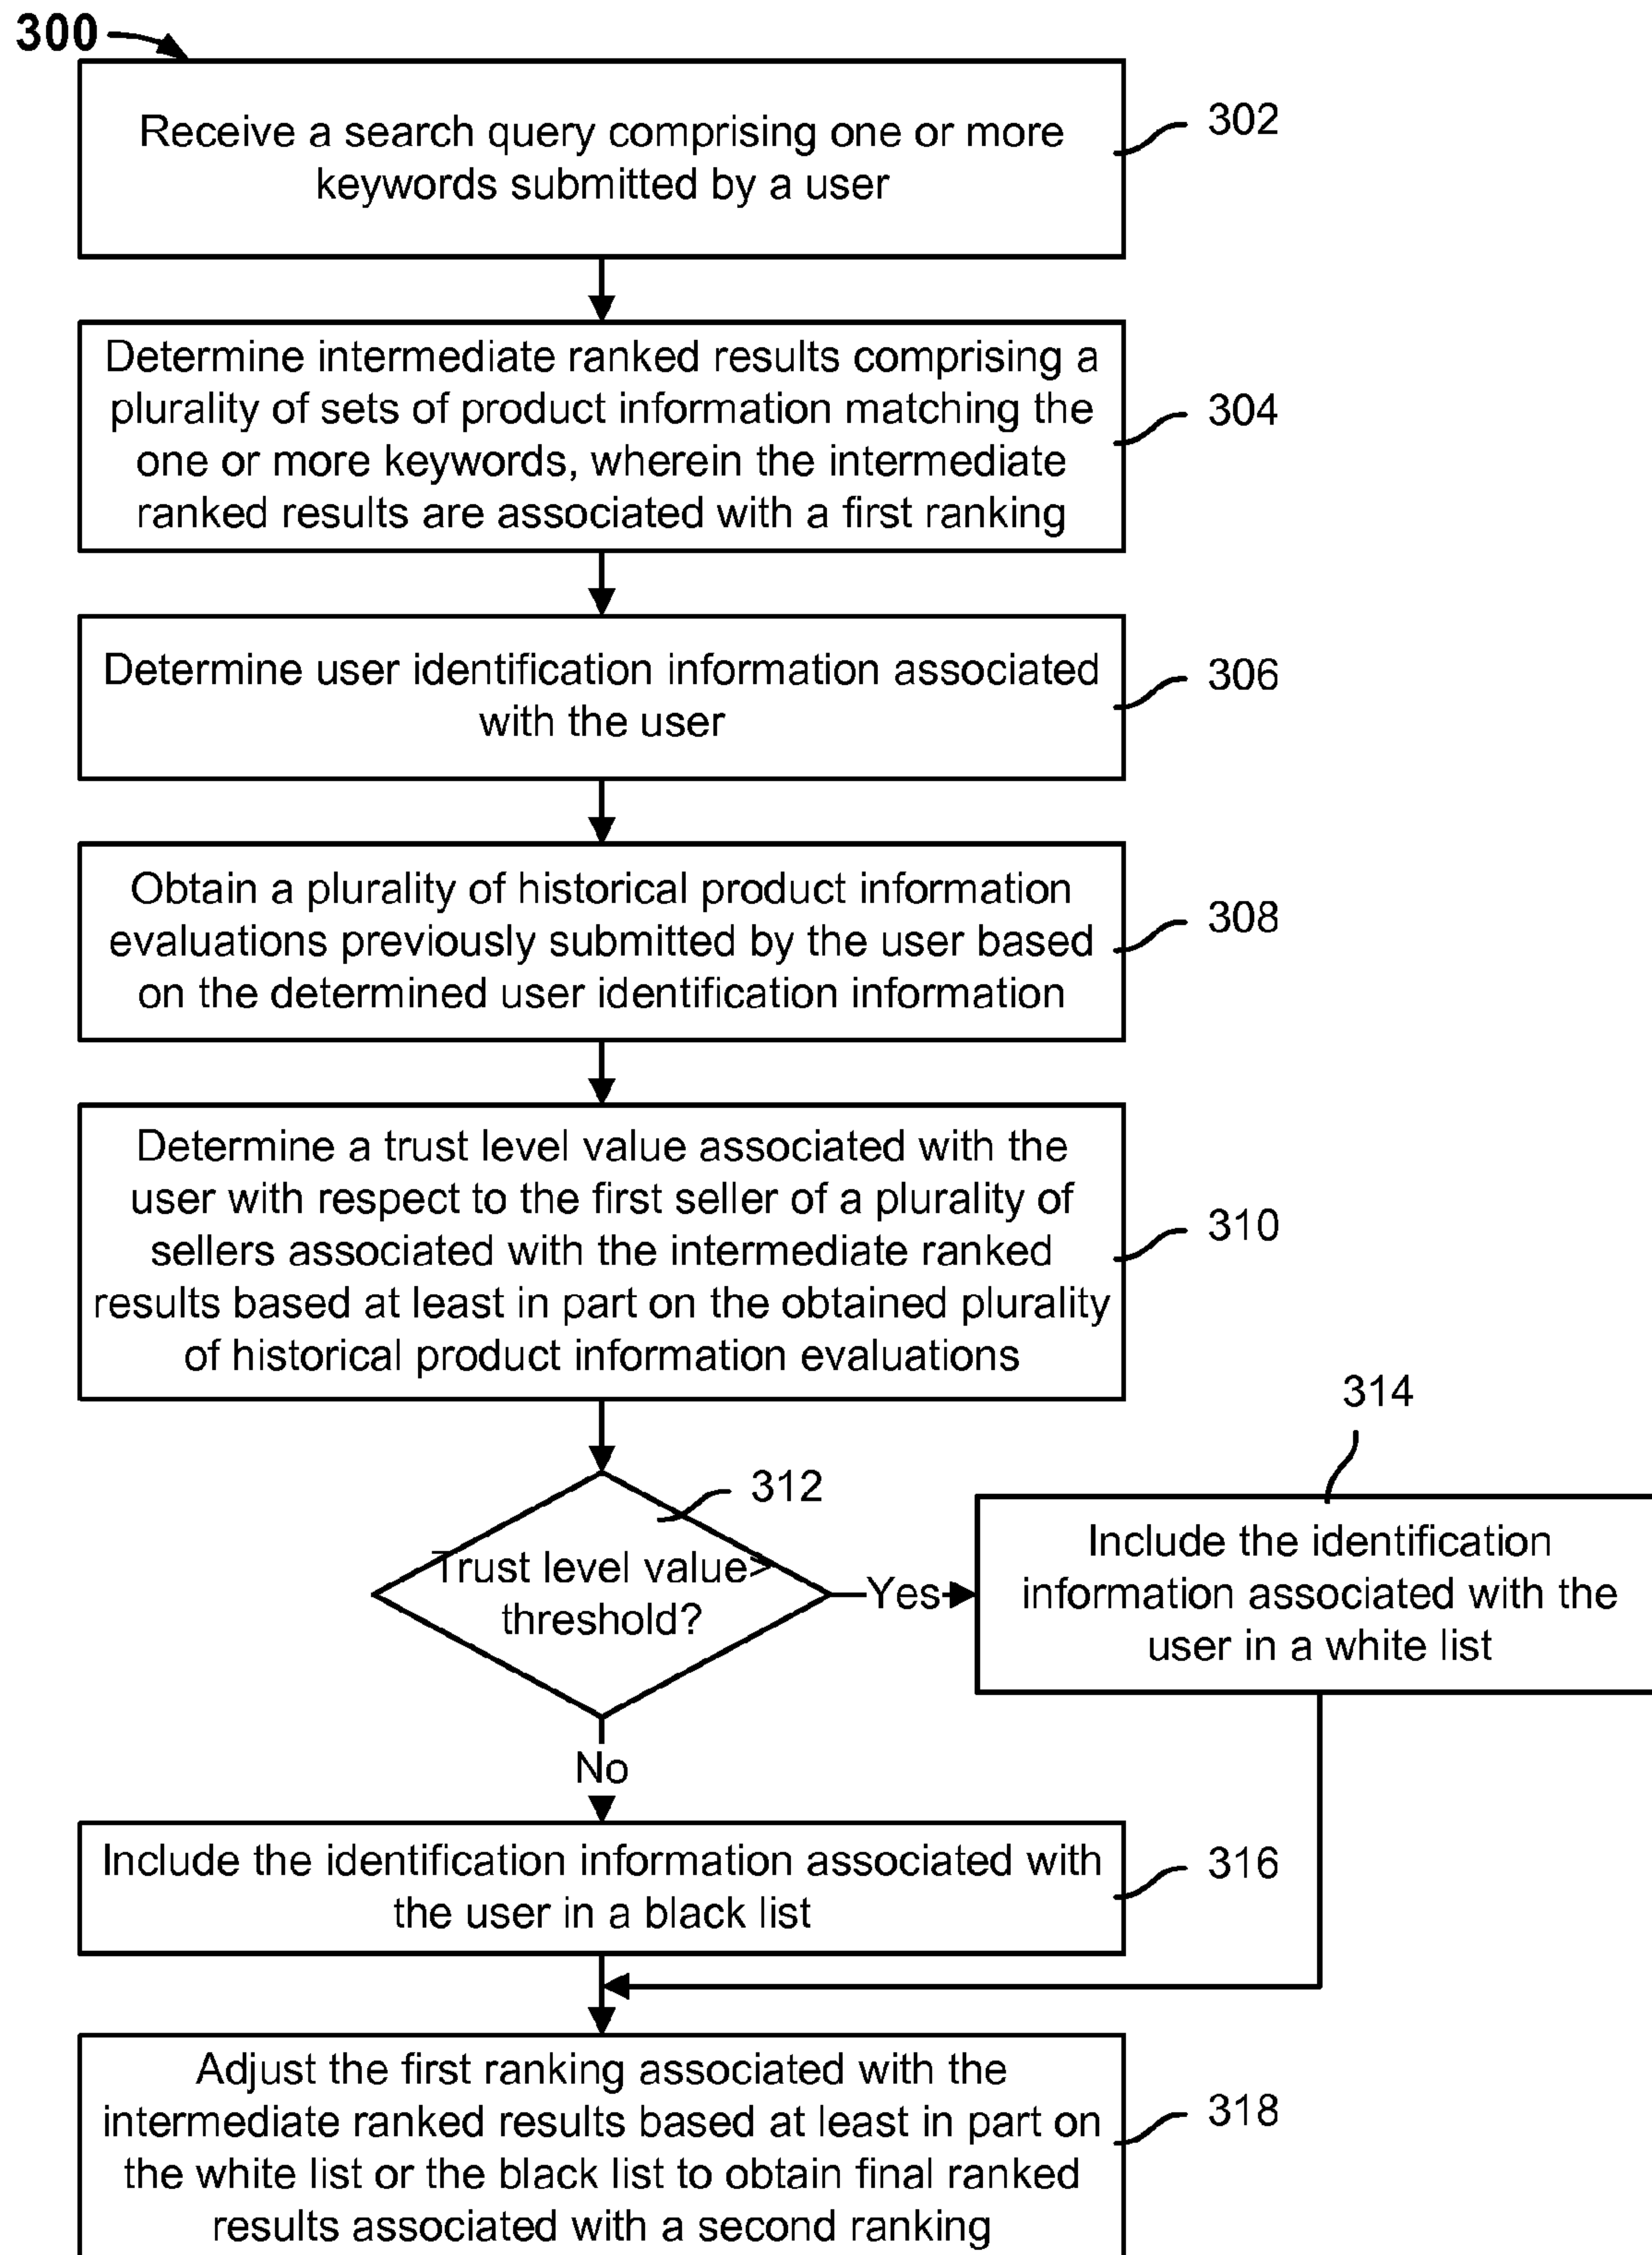 300
Receive a search query comprising one or more
keywords submitted by a user
302
Determine intermediate ranked results comprising a
plurality of sets of product information matching the
one or more keywords, wherein the intermediate
ranked results are associated with a first ranking
304
Determine user identification information associated
with the user
306
Obtain a plurality of historical product information
evaluations previously submitted by the user based
on the determined user identification information
308
Determine a trust level value associated with the
user with respect to the first seller of a plurality of
sellers associated with the intermediate ranked
results based at least in part on the obtained plurality
of historical product information evaluations
310
312
Trust level value>
threshold?
Yes
314
Include the identification
information associated with the
user in a white list
No
Include the identification information associated with
the user in a black list
316
Adjust the first ranking associated with the
intermediate ranked results based at least in part on
the white list or the black list to obtain final ranked
results associated with a second ranking
318